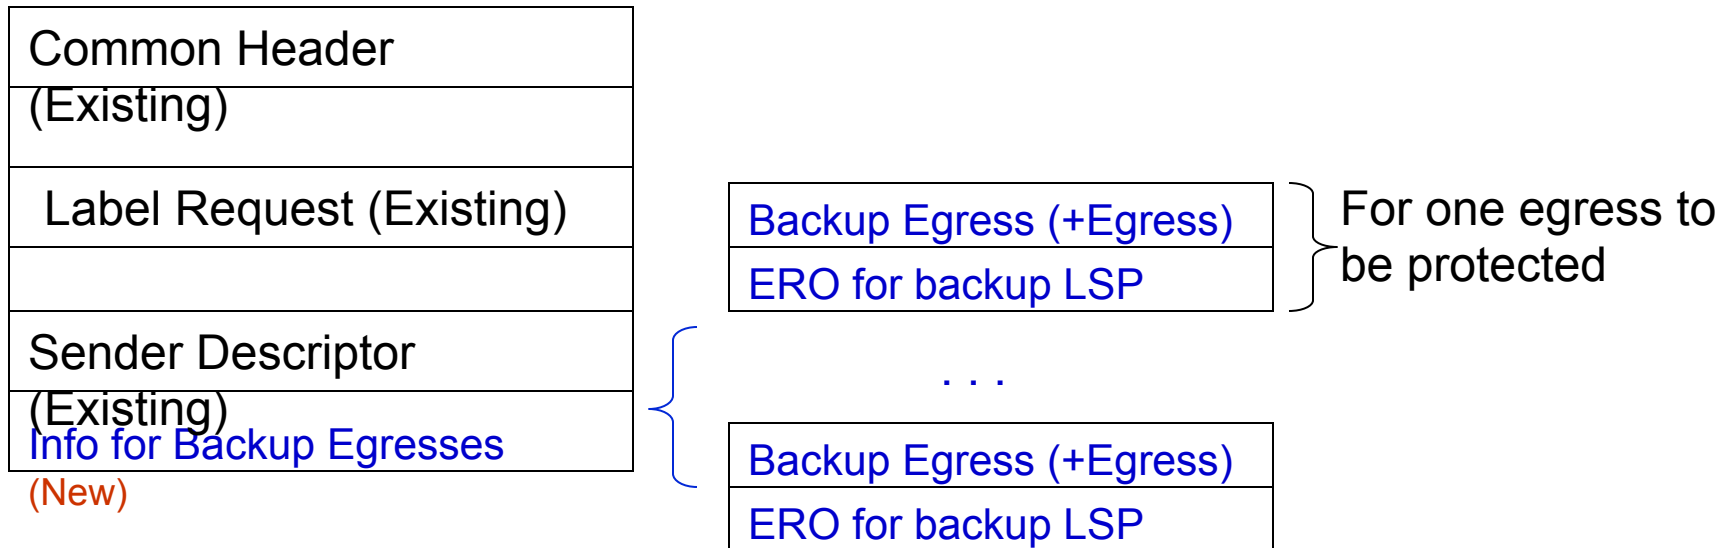 Common Header
(Existing)
Label Request (Existing)
Sender Descriptor
(Existing)
Info for Backup Egresses
(New)
Backup Egress (+Egress)
ERO for backup LSP
. . .
Backup Egress (+Egress)
ERO for backup LSP
For one egress to
be protected